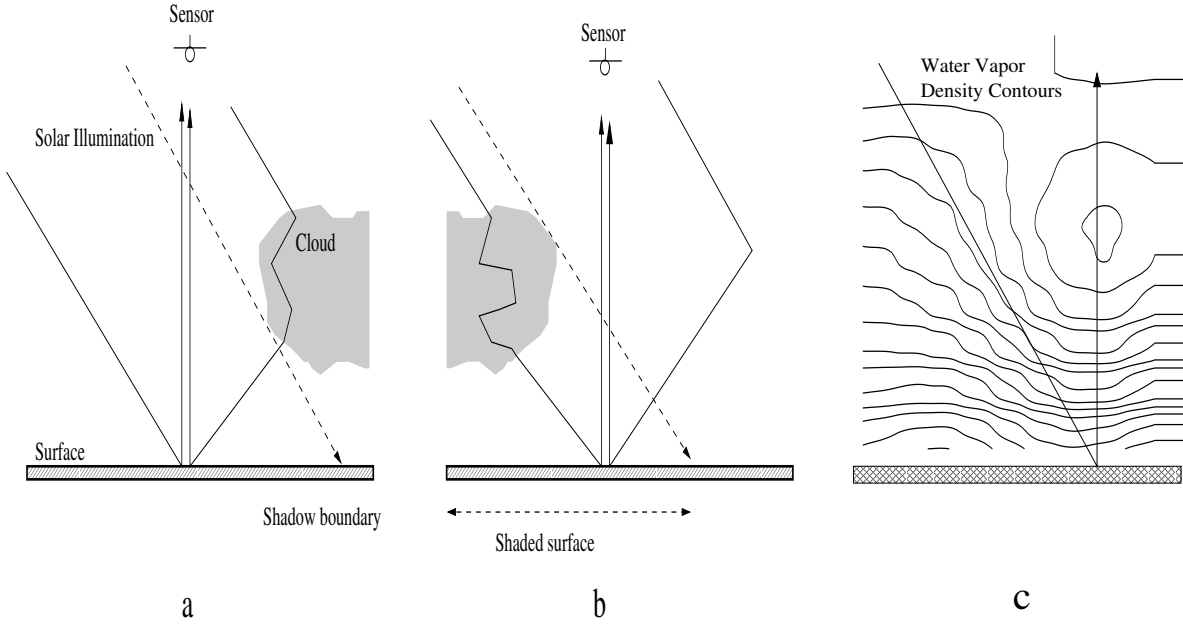 Sensor
Solar Illumination
Cloud
Surface
Shadow boundary
a
Sensor
Shaded surface
b
Water Vapor
Density Contours
c